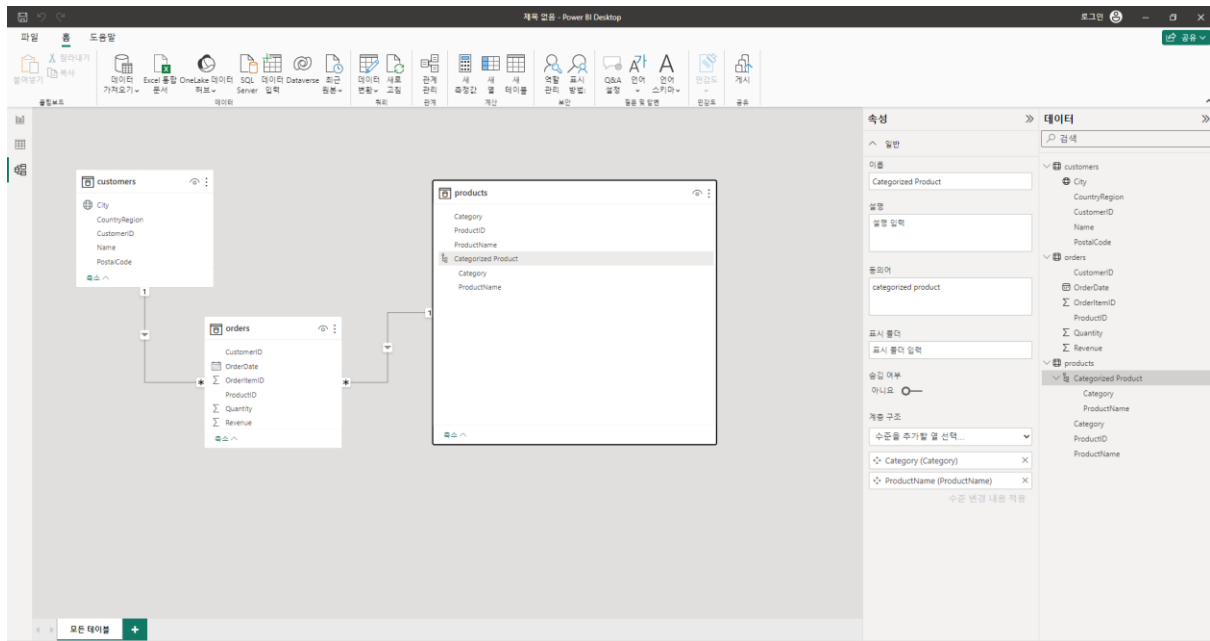 제목 없음 - Power BI Desktop
로그인
파일 홈 도움말
공유
붙여넣기
잘라내기
복사
클립보드
데이터 가져오기
Excel 통합 문서
OneLake 데이터 허브
SQL Server
데이터 입력
Dataverse
최근 원본
데이터
데이터 변환
새로 고침
쿼리
관계 관리
관계
새 측정값
새 열
새 테이블
계산
역할 관리
표시 방법:
보안
Q&A 설정
언어
언어 스키마
질문 및 답변
민감도
민감도
게시
공유
customers
City
CountryRegion
CustomerID
Name
PostalCode
축소
1
orders
CustomerID
OrderDate
OrderItemID
ProductID
Quantity
Revenue
축소
*
*
products
Category
ProductID
ProductName
Categorized Product
Category
ProductName
축소
1
속성
일반
이름
Categorized Product
설명
설명 입력
동의어
categorized product
표시 폴더
표시 폴더 입력
숨김 여부
아니요
계층 구조
수준을 추가할 열 선택...
Category (Category)
ProductName (ProductName)
수준 변경 내용 적용
데이터
검색
customers
City
CountryRegion
CustomerID
Name
PostalCode
orders
CustomerID
OrderDate
OrderItemID
ProductID
Quantity
Revenue
products
Categorized Product
Category
ProductName
Category
ProductID
ProductName
모든 테이블